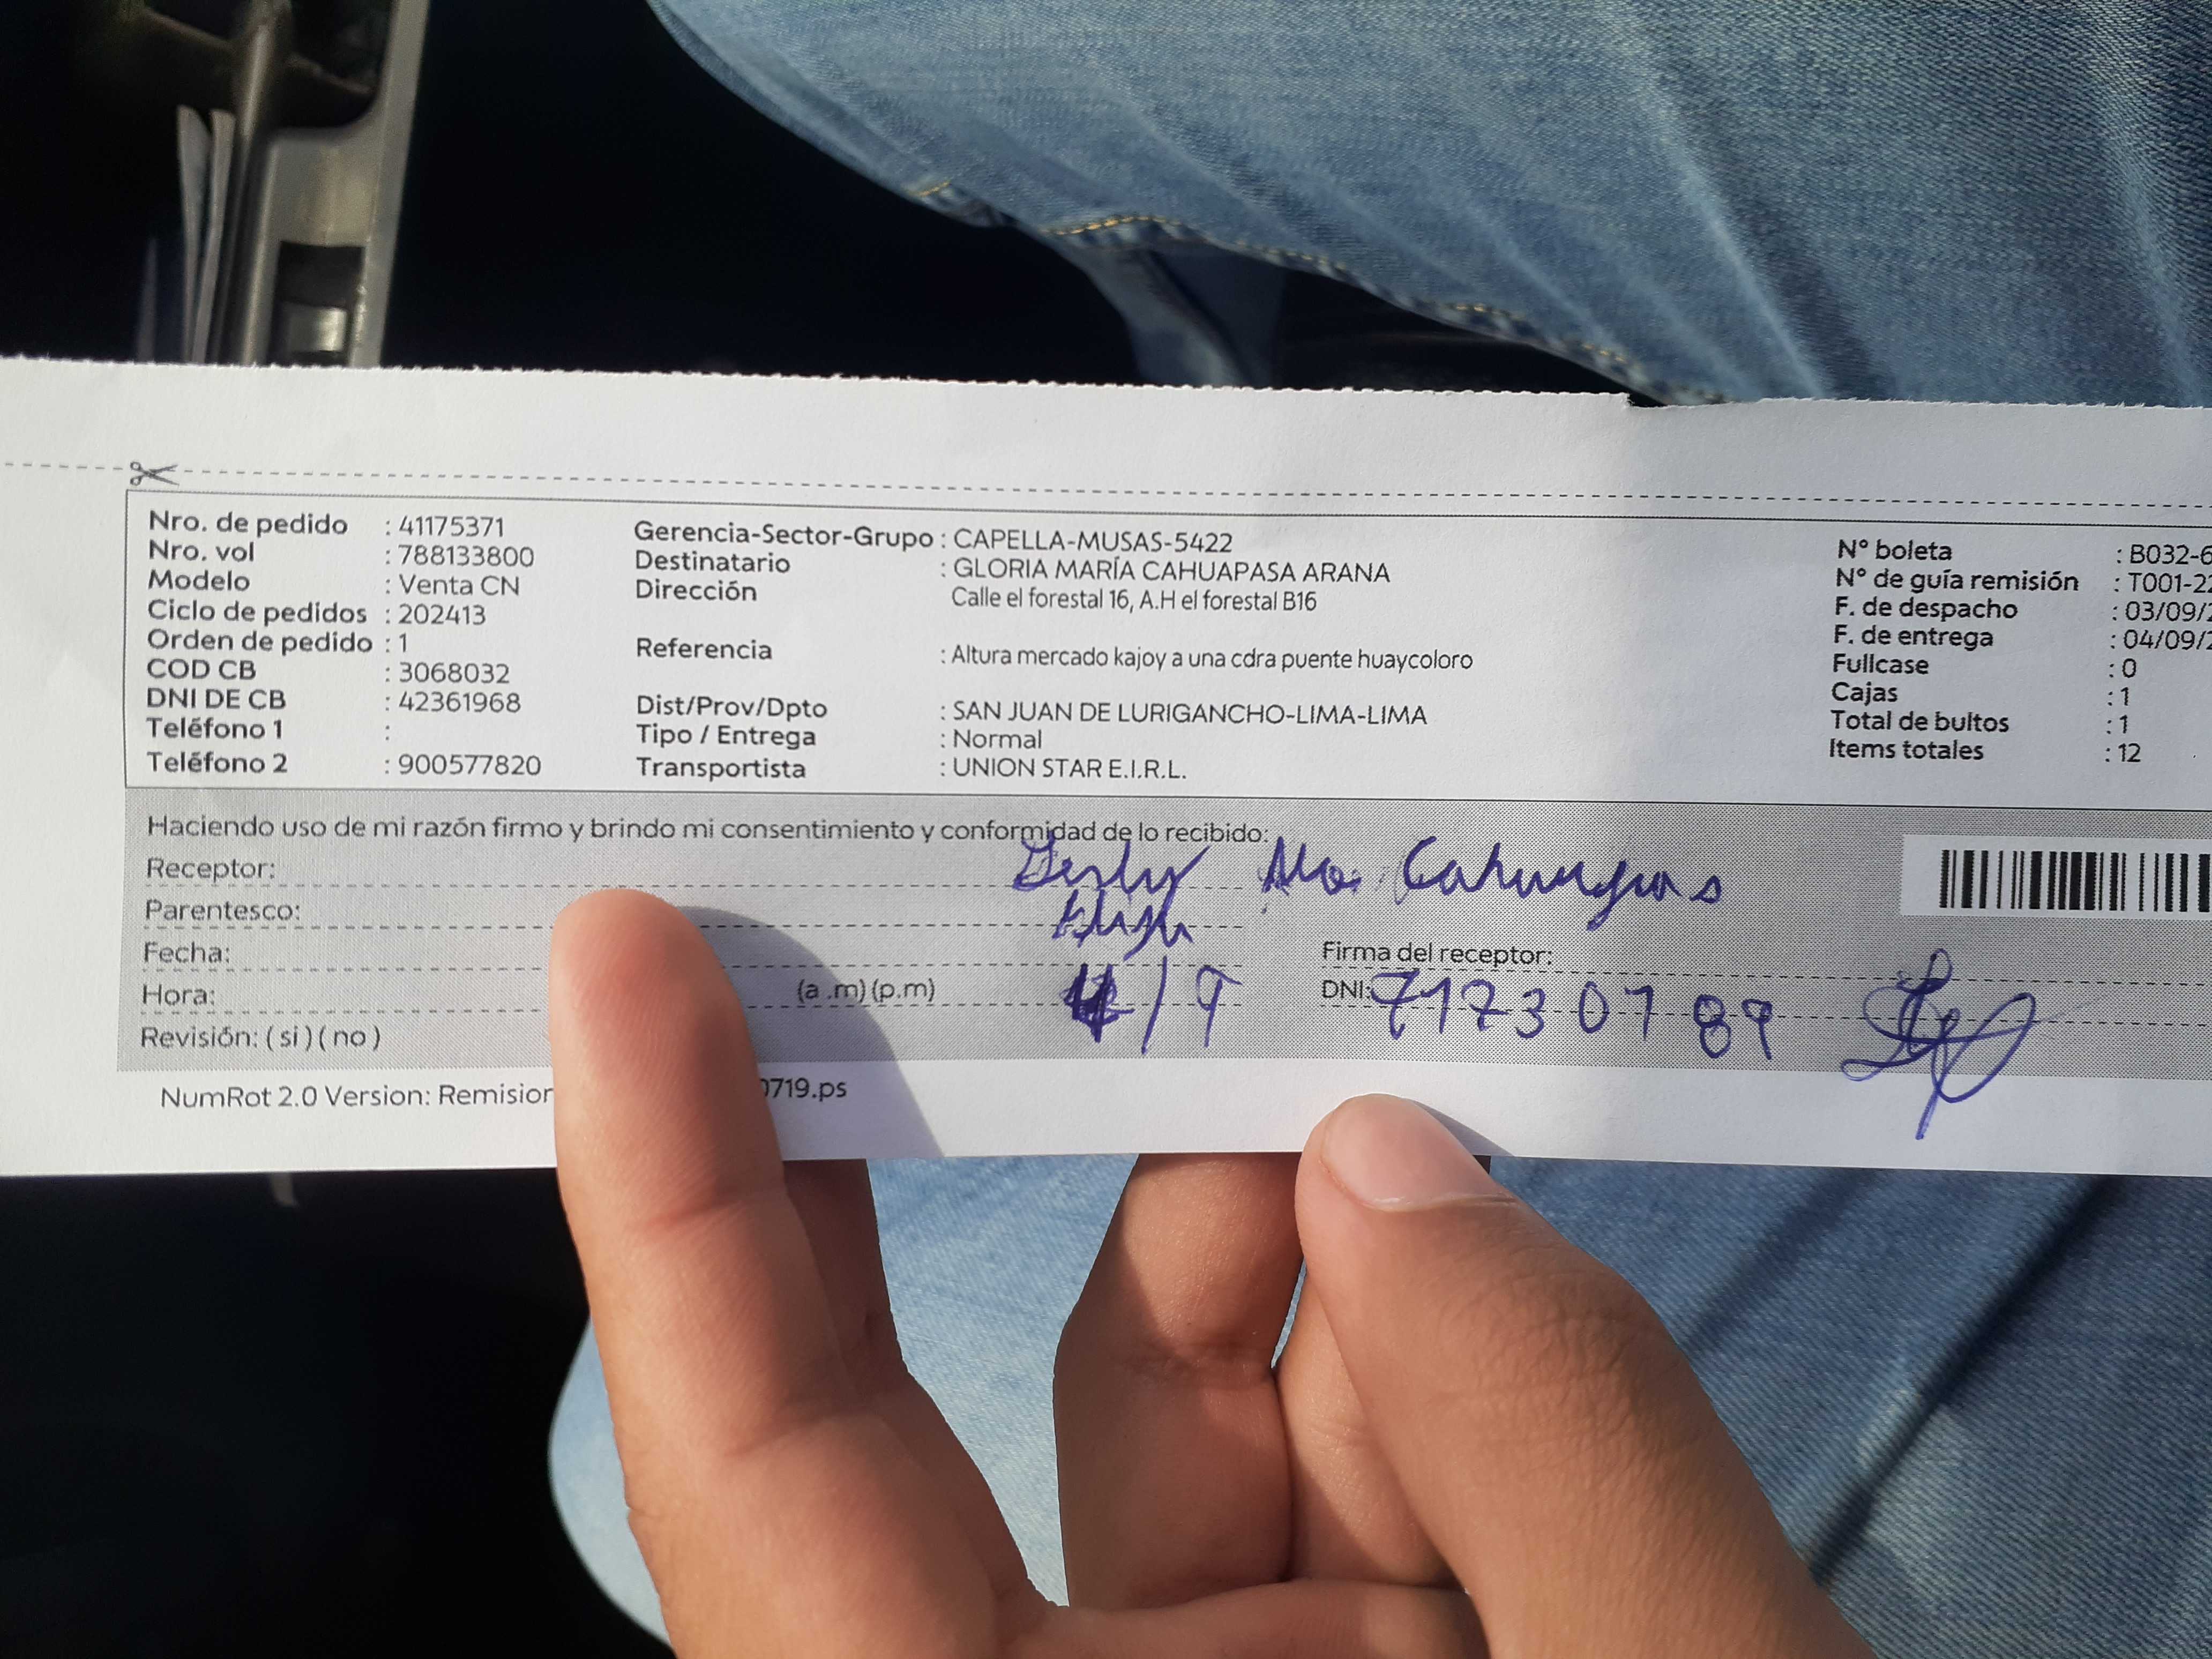 Nro. de pedido : 41175371
Nro. vol : 788133800
Modelo : Venta CN
Ciclo de pedidos : 202413
Orden de pedido : 1
COD CB : 3068032
DNI DE CB : 42361968
Teléfono 1 :
Teléfono 2 : 900577820
Gerencia-Sector-Grupo : CAPELLA-MUSAS-5422
Destinatario : GLORIA MARÍA CAHUAPASA ARANA
Dirección Calle el forestal 16, A.H el forestal B16
Referencia : Altura mercado kajoy a una cdra puente huaycoloro
Dist/Prov/Dpto : SAN JUAN DE LURIGANCHO-LIMA-LIMA
Tipo / Entrega : Normal
Transportista : UNION STAR E.I.R.L.
N° boleta : B032-6
N° de guía remisión : T001-22
F. de despacho : 03/09/2
F. de entrega : 04/09/2
Fullcase : 0
Cajas : 1
Total de bultos : 1
Items totales : 12
Haciendo uso de mi razón firmo y brindo mi consentimiento y conformidad de lo recibido:
Receptor:
Parentesco:
Fecha:
Firma del receptor:
Hora: (a .m) (p.m) 4/9 DNI:
Revisión: ( si ) ( no )
NumRot 2.0 Version: Remision 0719.ps